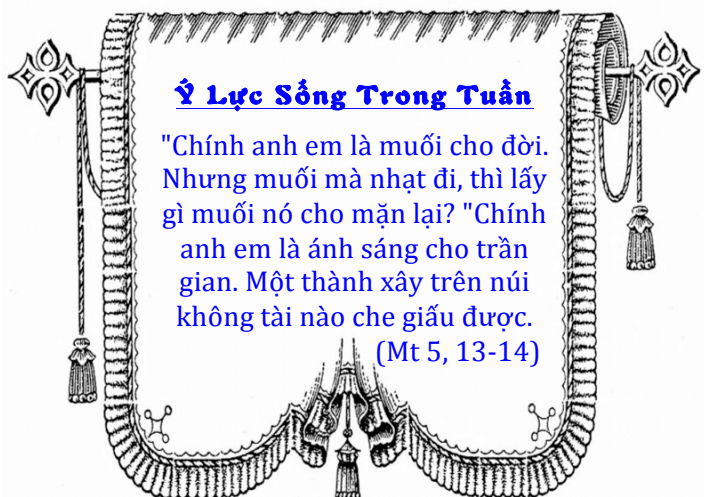 Ý Lực Sống Trong Tuần
"Chính anh em là muối cho đời.
Nhưng muối mà nhạt đi, thì lấy
gì muối nó cho mặn lại? "Chính
anh em là ánh sáng cho trần
gian. Một thành xây trên núi
không tài nào che giấu được.
(Mt 5, 13-14)